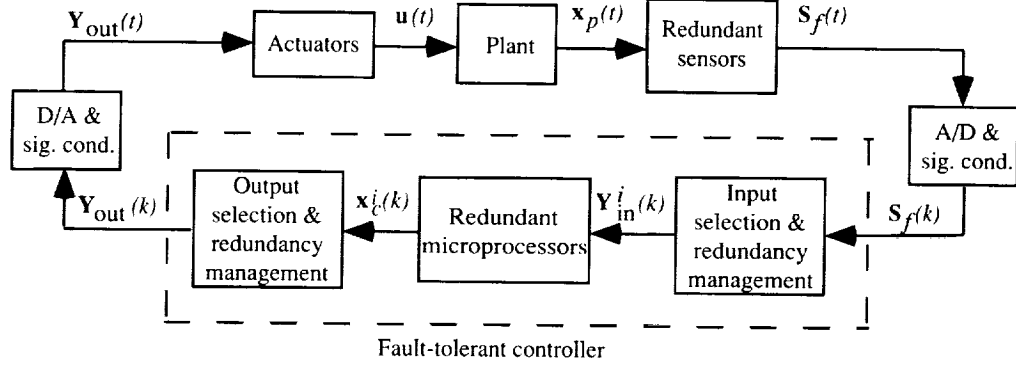 Y_out(t)
u(t)
x_p(t)
S_f(t)
Actuators
Plant
Redundant
sensors
D/A &
sig. cond.
A/D &
sig. cond.
Y_out(k)
Output
selection &
redundancy
management
x_c^i(k)
Redundant
microprocessors
Y_in^i(k)
Input
selection &
redundancy
management
S_f(k)
Fault-tolerant controller